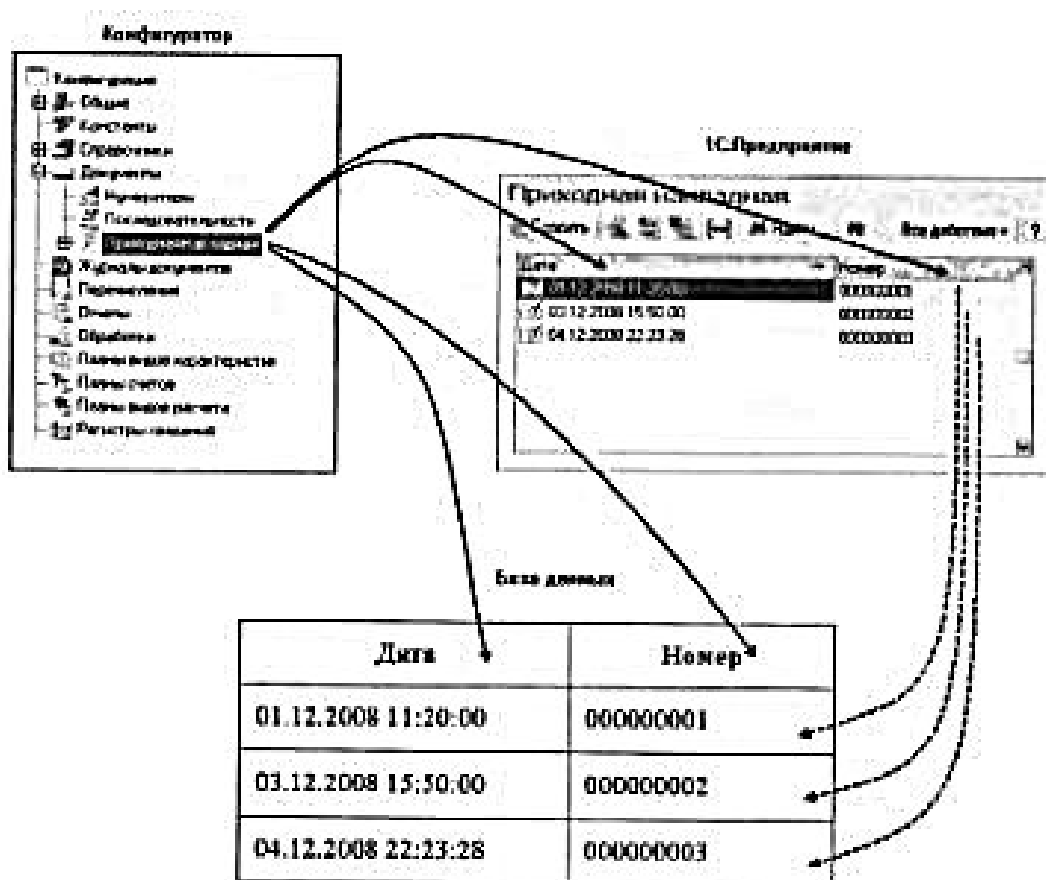 Конфигуратор
Конфигурация
Общие
Константы
Справочники
Документы
Нумераторы
Последовательности
Приходная накладная
Журналы документов
Перечисления
Отчеты
Обработки
Планы видов характеристик
Планы счетов
Планы видов расчета
Регистры сведений
1С:Предприятие
Приходная накладная
Все действия ?
Дата Номер
000000001
03.12.2008 15:50:00 000000002
04.12.2008 22:23:28 000000003
База данных
Дата Номер
01.12.2008 11:20:00 000000001
03.12.2008 15:50:00 000000002
04.12.2008 22:23:28 000000003